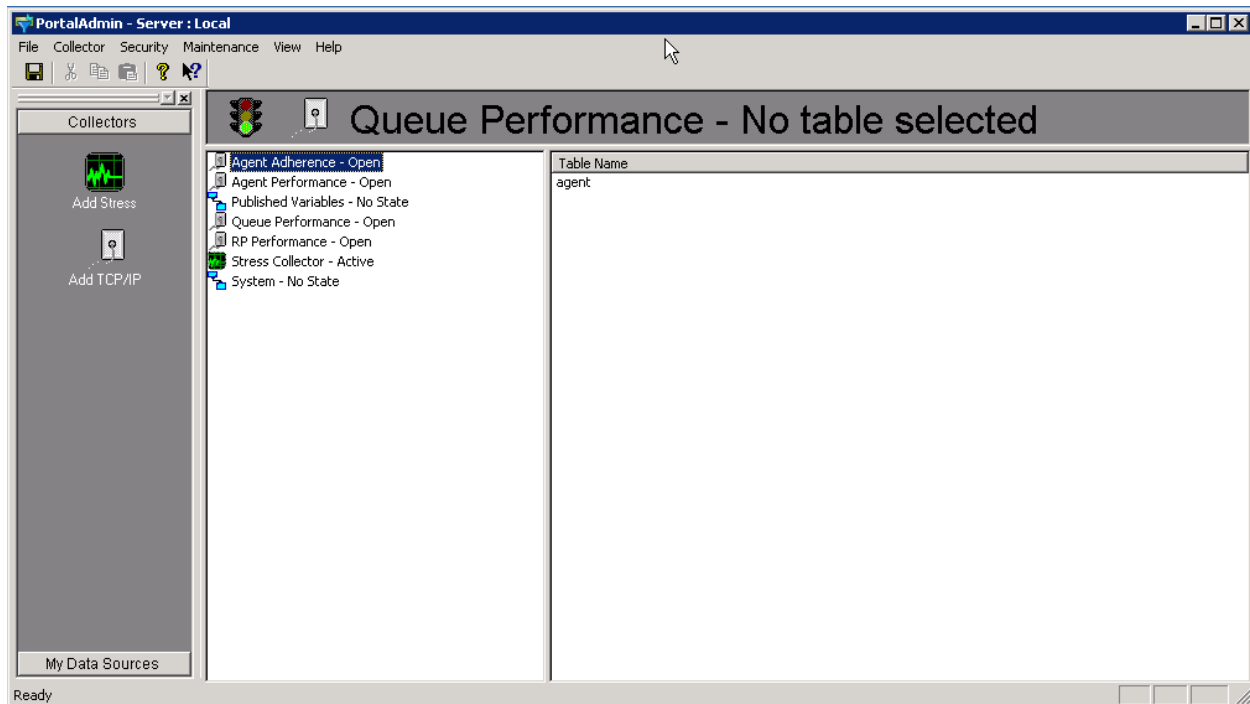 PortalAdmin - Server : Local
File Collector Security Maintenance View Help
Collectors
Add Stress
Add TCP/IP
My Data Sources
Queue Performance - No table selected
Agent Adherence - Open
Agent Performance - Open
Published Variables - No State
Queue Performance - Open
RP Performance - Open
Stress Collector - Active
System - No State
Table Name
agent
Ready